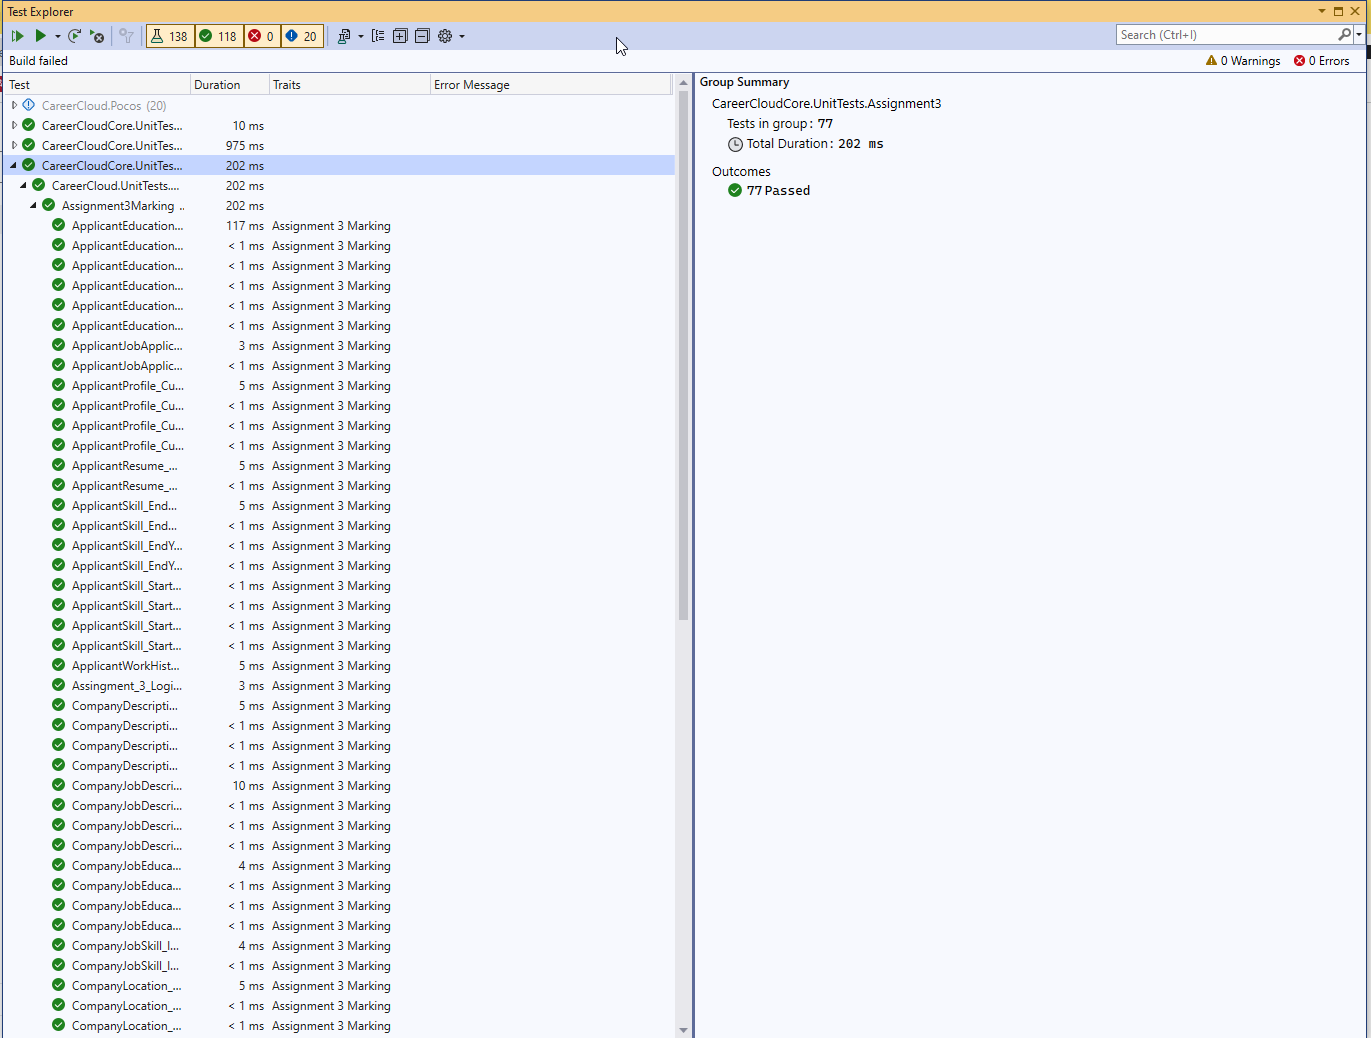 Test Explorer
138 118 0 20
Search (Ctrl+I)
Build failed
0 Warnings 0 Errors
Test Duration Traits Error Message
CareerCloud.Pocos (20)
CareerCloudCore.UnitTes... 10 ms
CareerCloudCore.UnitTes... 975 ms
CareerCloudCore.UnitTes... 202 ms
CareerCloud.UnitTests.... 202 ms
Assignment3Marking .. 202 ms
ApplicantEducation... 117 ms Assignment 3 Marking
ApplicantEducation... < 1 ms Assignment 3 Marking
ApplicantEducation... < 1 ms Assignment 3 Marking
ApplicantEducation... < 1 ms Assignment 3 Marking
ApplicantEducation... < 1 ms Assignment 3 Marking
ApplicantEducation... < 1 ms Assignment 3 Marking
ApplicantJobApplic... 3 ms Assignment 3 Marking
ApplicantJobApplic... < 1 ms Assignment 3 Marking
ApplicantProfile_Cu... 5 ms Assignment 3 Marking
ApplicantProfile_Cu... < 1 ms Assignment 3 Marking
ApplicantProfile_Cu... < 1 ms Assignment 3 Marking
ApplicantProfile_Cu... < 1 ms Assignment 3 Marking
ApplicantResume_... 5 ms Assignment 3 Marking
ApplicantResume_... < 1 ms Assignment 3 Marking
ApplicantSkill_End... 5 ms Assignment 3 Marking
ApplicantSkill_End... < 1 ms Assignment 3 Marking
ApplicantSkill_EndY... < 1 ms Assignment 3 Marking
ApplicantSkill_EndY... < 1 ms Assignment 3 Marking
ApplicantSkill_Start... < 1 ms Assignment 3 Marking
ApplicantSkill_Start... < 1 ms Assignment 3 Marking
ApplicantSkill_Start... < 1 ms Assignment 3 Marking
ApplicantSkill_Start... < 1 ms Assignment 3 Marking
ApplicantWorkHist... 5 ms Assignment 3 Marking
Assingment_3_Logi... 3 ms Assignment 3 Marking
CompanyDescripti... 5 ms Assignment 3 Marking
CompanyDescripti... < 1 ms Assignment 3 Marking
CompanyDescripti... < 1 ms Assignment 3 Marking
CompanyDescripti... < 1 ms Assignment 3 Marking
CompanyJobDescri... 10 ms Assignment 3 Marking
CompanyJobDescri... < 1 ms Assignment 3 Marking
CompanyJobDescri... < 1 ms Assignment 3 Marking
CompanyJobDescri... < 1 ms Assignment 3 Marking
CompanyJobEduca... 4 ms Assignment 3 Marking
CompanyJobEduca... < 1 ms Assignment 3 Marking
CompanyJobEduca... < 1 ms Assignment 3 Marking
CompanyJobEduca... < 1 ms Assignment 3 Marking
CompanyJobSkill_I... 4 ms Assignment 3 Marking
CompanyJobSkill_I... < 1 ms Assignment 3 Marking
CompanyLocation_... 5 ms Assignment 3 Marking
CompanyLocation_... < 1 ms Assignment 3 Marking
CompanyLocation_... < 1 ms Assignment 3 Marking
Group Summary
CareerCloudCore.UnitTests.Assignment3
Tests in group: 77
Total Duration: 202 ms
Outcomes
77 Passed